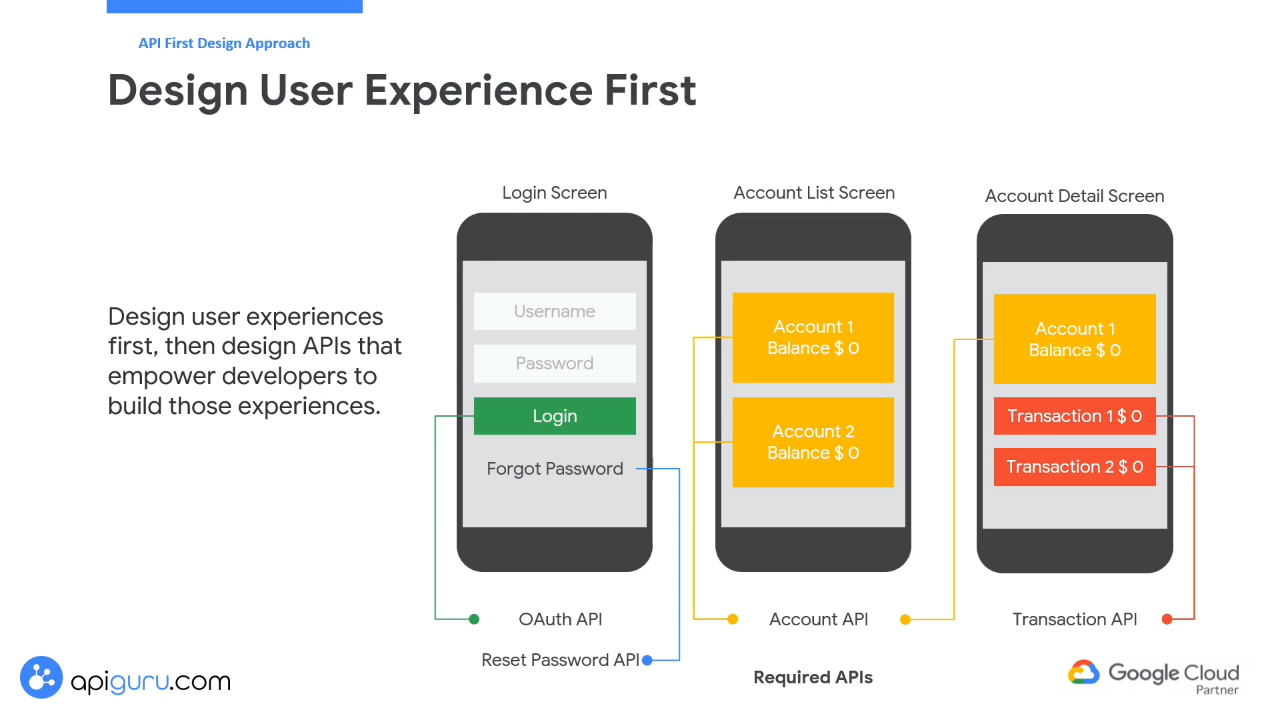 API First Design Approach
Design User Experience First
Design user experiences
first, then design APIs that
empower developers to
build those experiences.
Login Screen
Username
Password
Login
Forgot Password
OAuth API
Reset Password API
Account List Screen
Account 1
Balance $ 0
Account 2
Balance $ 0
Account API
Required APIs
Account Detail Screen
Account 1
Balance $ 0
Transaction 1 $ 0
Transaction 2 $ 0
Transaction API
apiguru.com
Google Cloud
Partner